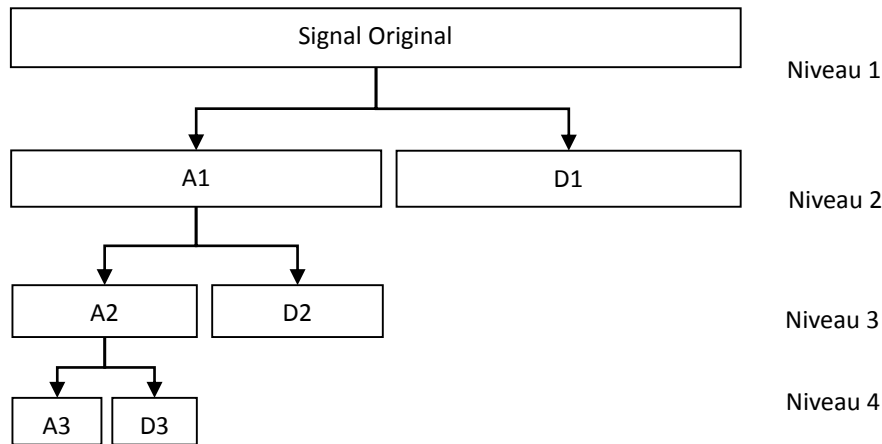 Signal Original
Niveau 1
A1
D1
Niveau 2
A2
D2
Niveau 3
A3
D3
Niveau 4